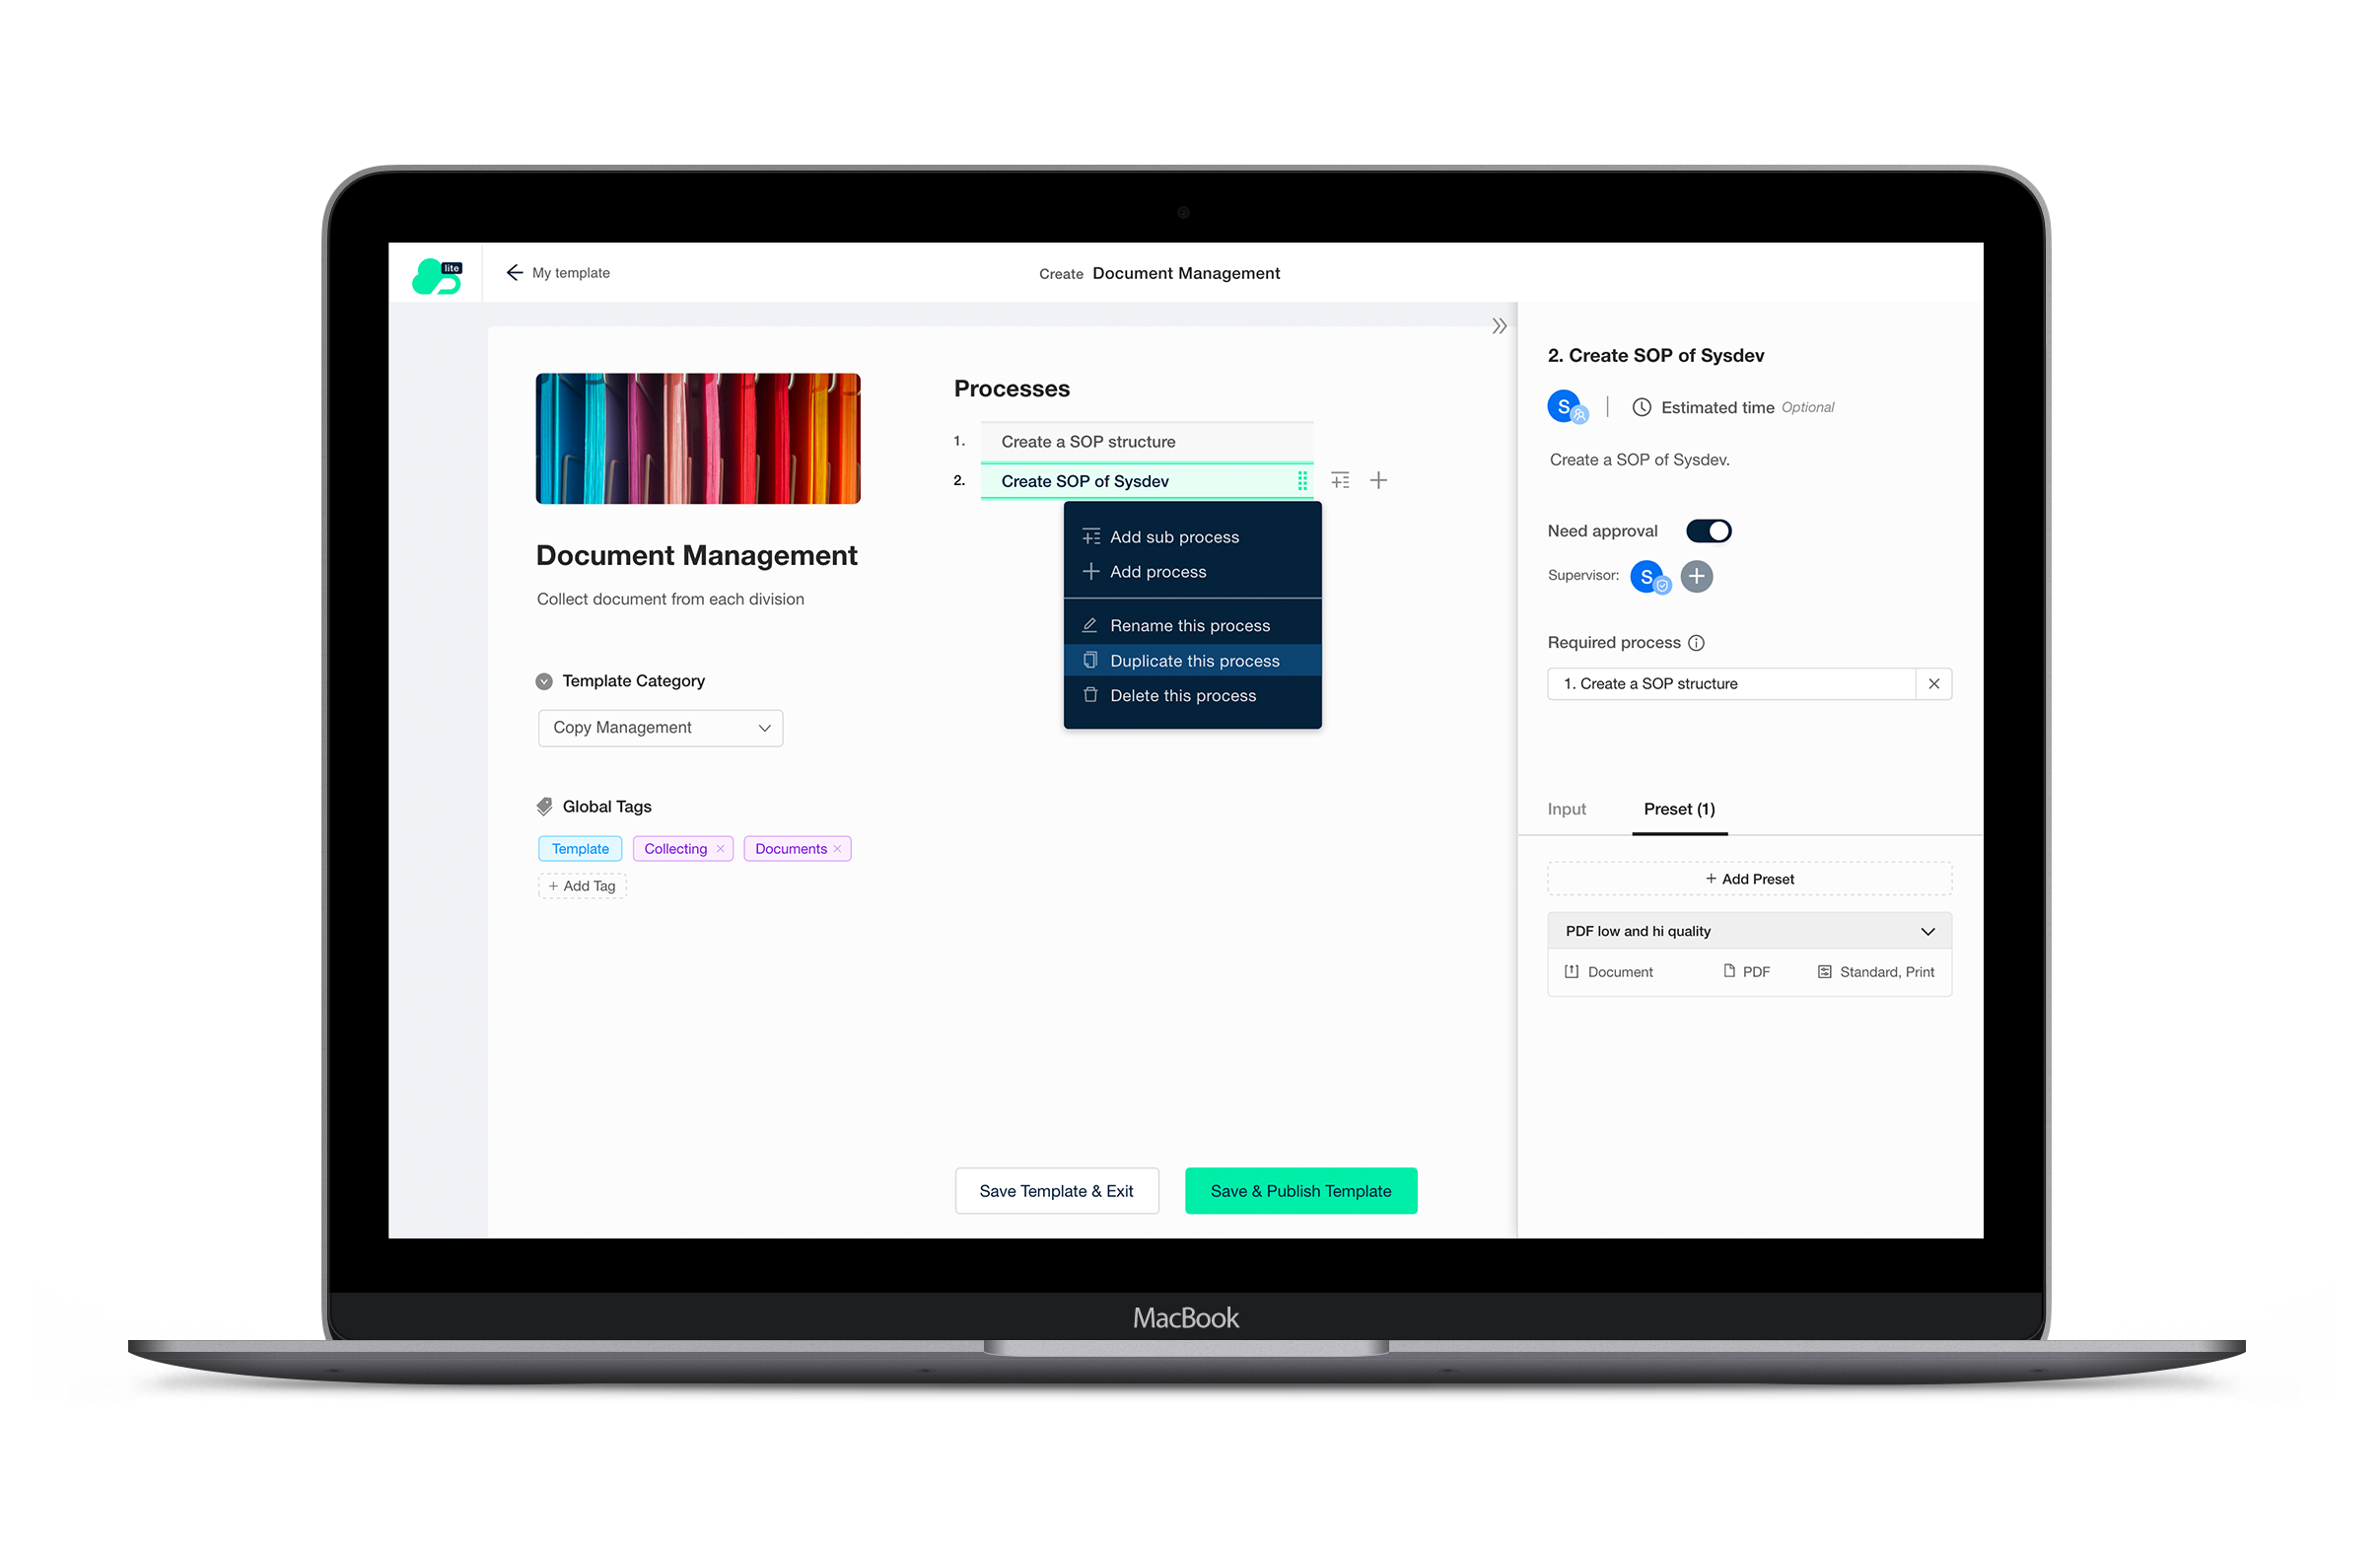 lite
My template
Create Document Management
Processes
1. Create a SOP structure
2. Create SOP of Sysdev
Add sub process
Add process
Rename this process
Duplicate this process
Delete this process
Document Management
Collect document from each division
Template Category
Copy Management
Global Tags
Template Collecting Documents
+ Add Tag
Save Template & Exit
Save & Publish Template
2. Create SOP of Sysdev
S
Estimated time Optional
Create a SOP of Sysdev.
Need approval
Supervisor: S
Required process
1. Create a SOP structure
Input Preset (1)
+ Add Preset
PDF low and hi quality
Document PDF Standard, Print
MacBook